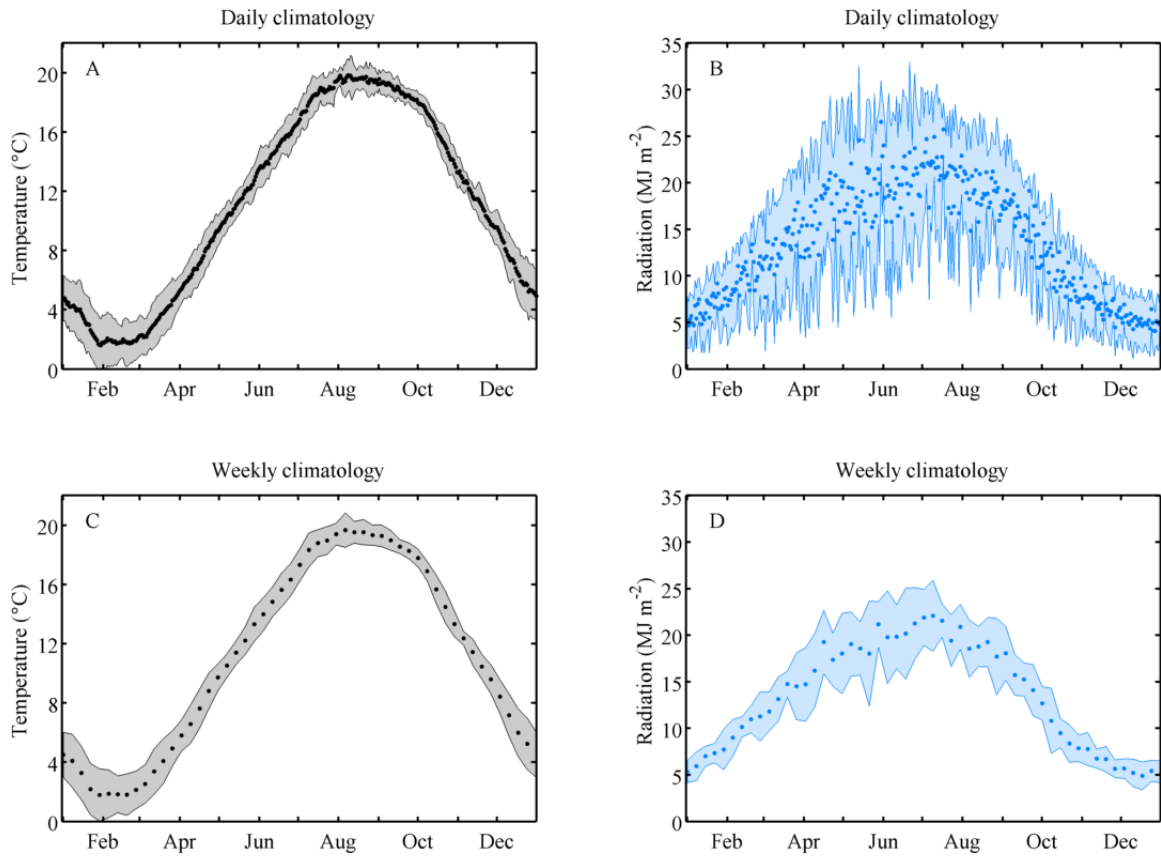 Daily climatology
A
Temperature (°C)
20
16
12
8
4
0
Feb Apr Jun Aug Oct Dec
Daily climatology
B
Radiation (MJ m-2)
35
30
25
20
15
10
5
0
Feb Apr Jun Aug Oct Dec
Weekly climatology
C
Temperature (°C)
20
16
12
8
4
0
Feb Apr Jun Aug Oct Dec
Weekly climatology
D
Radiation (MJ m-2)
35
30
25
20
15
10
5
0
Feb Apr Jun Aug Oct Dec